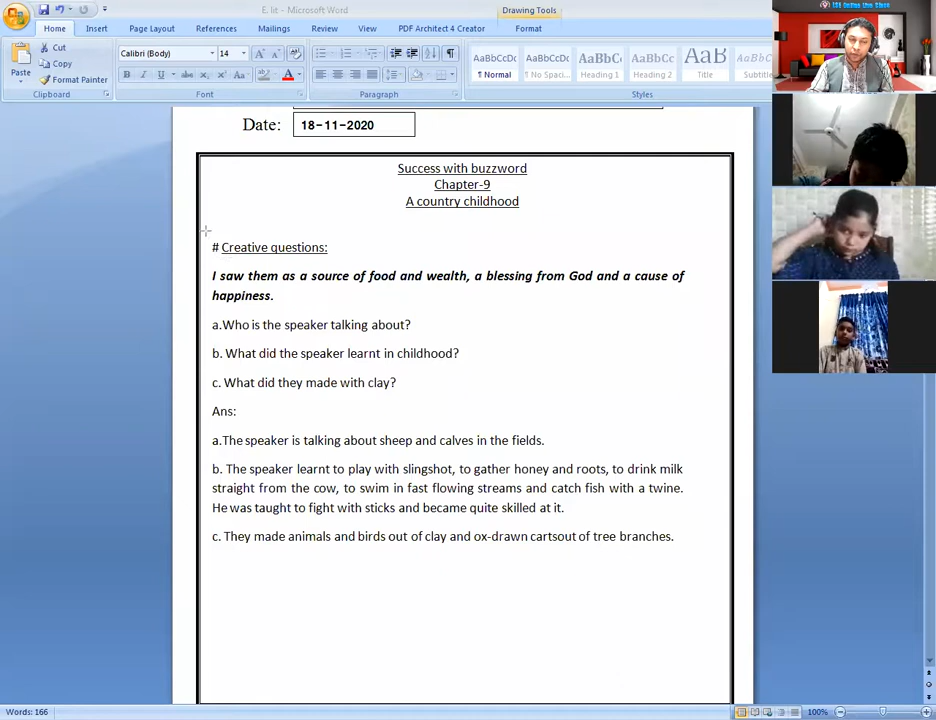 E. lit - Microsoft Word
Drawing Tools
Home Insert Page Layout References Mailings Review View PDF Architect 4 Creator Format
Paste
Cut
Copy
Format Painter
Clipboard
Calibri (Body) 14
Font
Paragraph
AaBbCcDc AaBbCcDc AaBbC AaBbCc AaB AaBbCc
¶ Normal ¶ No Spaci... Heading 1 Heading 2 Title Subtitle
Styles
Date: 18-11-2020
Success with buzzword
Chapter-9
A country childhood
# Creative questions:
I saw them as a source of food and wealth, a blessing from God and a cause of
happiness.
a.Who is the speaker talking about?
b. What did the speaker learnt in childhood?
c. What did they made with clay?
Ans:
a.The speaker is talking about sheep and calves in the fields.
b. The speaker learnt to play with slingshot, to gather honey and roots, to drink milk
straight from the cow, to swim in fast flowing streams and catch fish with a twine.
He was taught to fight with sticks and became quite skilled at it.
c. They made animals and birds out of clay and ox-drawn cartsout of tree branches.
Words: 166
100%